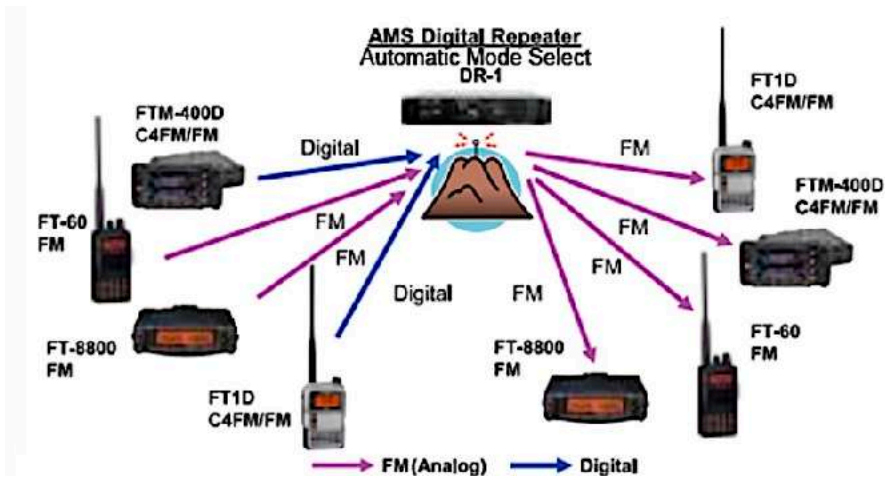 AMS Digital Repeater
Automatic Mode Select
DR-1
FTM-400D
C4FM/FM
Digital
FT-60
FM
FM
FM
FT-8800
FM
Digital
FT1D
C4FM/FM
FM
FT1D
C4FM/FM
FM
FTM-400D
C4FM/FM
FM
FM
FT-60
FM
FT-8800
FM
FM (Analog)
Digital